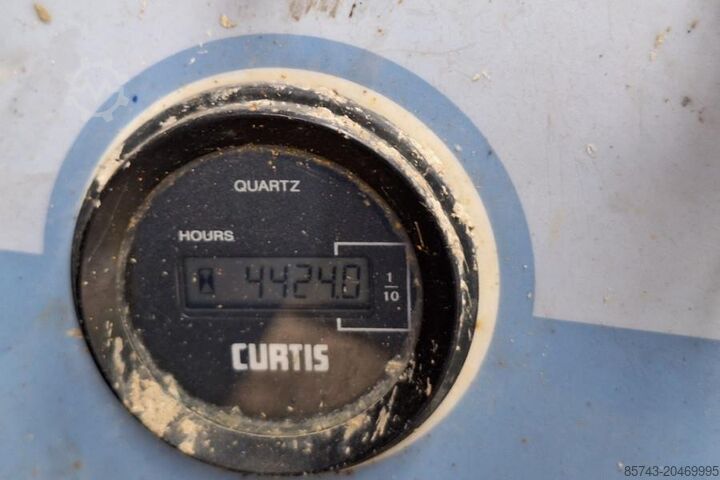 QUARTZ
HOURS
4424.0
1
10
CURTIS
85743-20469995